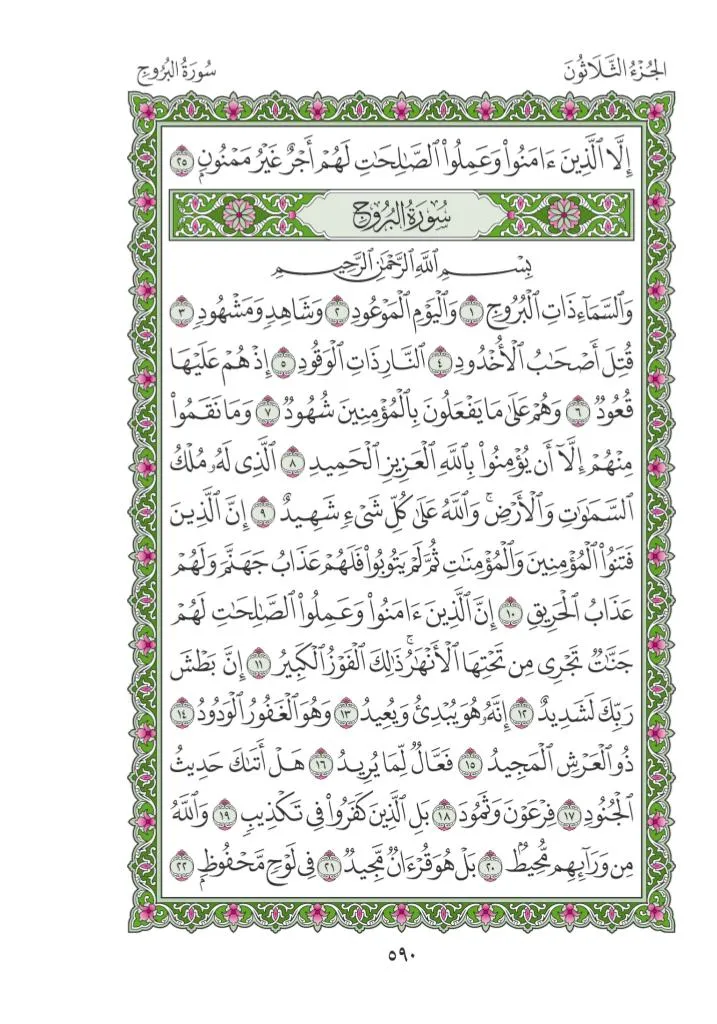 الجُزْءُ الثَّلَاثُونَ
سُورَةُ البُرُوجِ
إِلَّا ٱلَّذِينَ ءَامَنُوا۟ وَعَمِلُوا۟ ٱلصَّـٰلِحَـٰتِ لَهُمْ أَجْرٌ غَيْرُ مَمْنُونٍۭ ٢٥
سُورَةُ البُرُوجِ
بِسْمِ ٱللَّهِ ٱلرَّحْمَـٰنِ ٱلرَّحِيمِ
وَٱلسَّمَآءِ ذَاتِ ٱلْبُرُوجِ ١ وَٱلْيَوْمِ ٱلْمَوْعُودِ ٢ وَشَاهِدٍ وَمَشْهُودٍ ٣
قُتِلَ أَصْحَـٰبُ ٱلْأُخْدُودِ ٤ ٱلنَّارِ ذَاتِ ٱلْوَقُودِ ٥ إِذْ هُمْ عَلَيْهَا
قُعُودٌ ٦ وَهُمْ عَلَىٰ مَا يَفْعَلُونَ بِٱلْمُؤْمِنِينَ شُهُودٌ ٧ وَمَا نَقَمُوا۟
مِنْهُمْ إِلَّآ أَن يُؤْمِنُوا۟ بِٱللَّهِ ٱلْعَزِيزِ ٱلْحَمِيدِ ٨ ٱلَّذِى لَهُۥ مُلْكُ
ٱلسَّمَـٰوَٰتِ وَٱلْأَرْضِ ۚ وَٱللَّهُ عَلَىٰ كُلِّ شَىْءٍ شَهِيدٌ ٩ إِنَّ ٱلَّذِينَ
فَتَنُوا۟ ٱلْمُؤْمِنِينَ وَٱلْمُؤْمِنَـٰتِ ثُمَّ لَمْ يَتُوبُوا۟ فَلَهُمْ عَذَابُ جَهَنَّمَ وَلَهُمْ
عَذَابُ ٱلْحَرِيقِ ١٠ إِنَّ ٱلَّذِينَ ءَامَنُوا۟ وَعَمِلُوا۟ ٱلصَّـٰلِحَـٰتِ لَهُمْ
جَنَّـٰتٌ تَجْرِى مِن تَحْتِهَا ٱلْأَنْهَـٰرُ ۚ ذَٰلِكَ ٱلْفَوْزُ ٱلْكَبِيرُ ١١ إِنَّ بَطْشَ
رَبِّكَ لَشَدِيدٌ ١٢ إِنَّهُۥ هُوَ يُبْدِئُ وَيُعِيدُ ١٣ وَهُوَ ٱلْغَفُورُ ٱلْوَدُودُ ١٤
ذُو ٱلْعَرْشِ ٱلْمَجِيدُ ١٥ فَعَّالٌ لِّمَا يُرِيدُ ١٦ هَلْ أَتَىٰكَ حَدِيثُ
ٱلْجُنُودِ ١٧ فِرْعَوْنَ وَثَمُودَ ١٨ بَلِ ٱلَّذِينَ كَفَرُوا۟ فِى تَكْذِيبٍ ١٩ وَٱللَّهُ
مِن وَرَآئِهِم مُّحِيطٌۢ ٢٠ بَلْ هُوَ قُرْءَانٌ مَّجِيدٌ ٢١ فِى لَوْحٍ مَّحْفُوظٍۭ ٢٢
٥٩٠